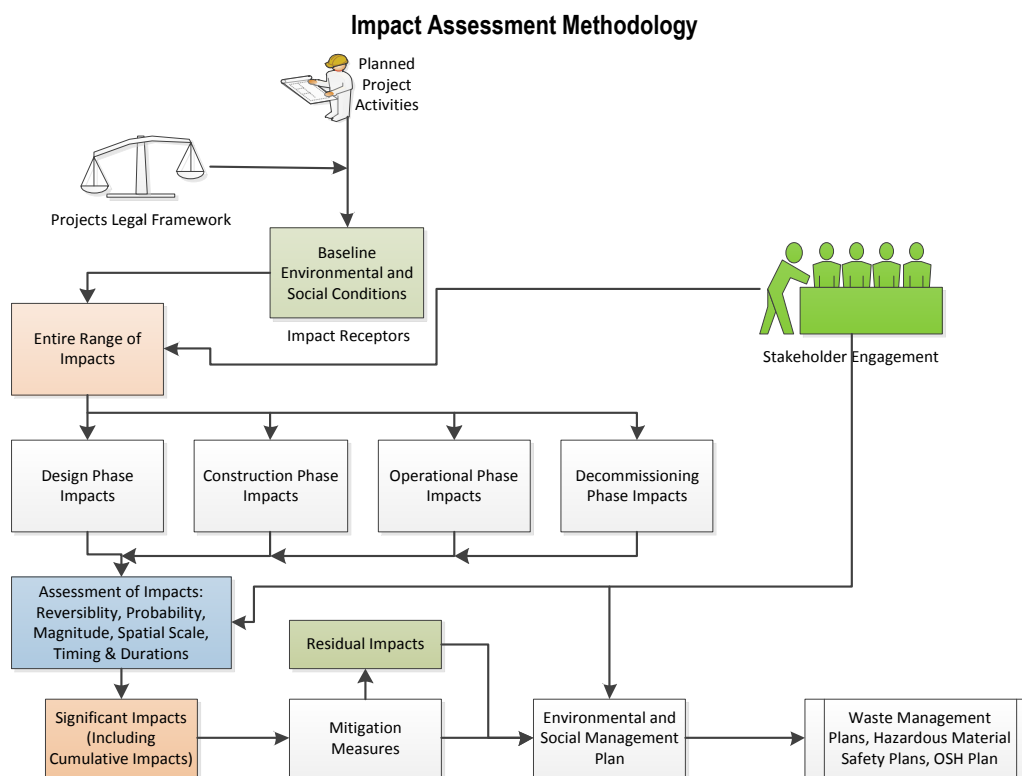 Impact Assessment Methodology
Planned
Project
Activities
Projects Legal Framework
Baseline
Environmental and
Social Conditions
Impact Receptors
Entire Range of
Impacts
Stakeholder Engagement
Design Phase
Impacts
Construction Phase
Impacts
Operational Phase
Impacts
Decommissioning
Phase Impacts
Assessment of Impacts:
Reversiblity, Probability,
Magnitude, Spatial Scale,
Timing & Durations
Residual Impacts
Significant Impacts
(Including
Cumulative Impacts)
Mitigation
Measures
Environmental and
Social Management
Plan
Waste Management
Plans, Hazardous Material
Safety Plans, OSH Plan